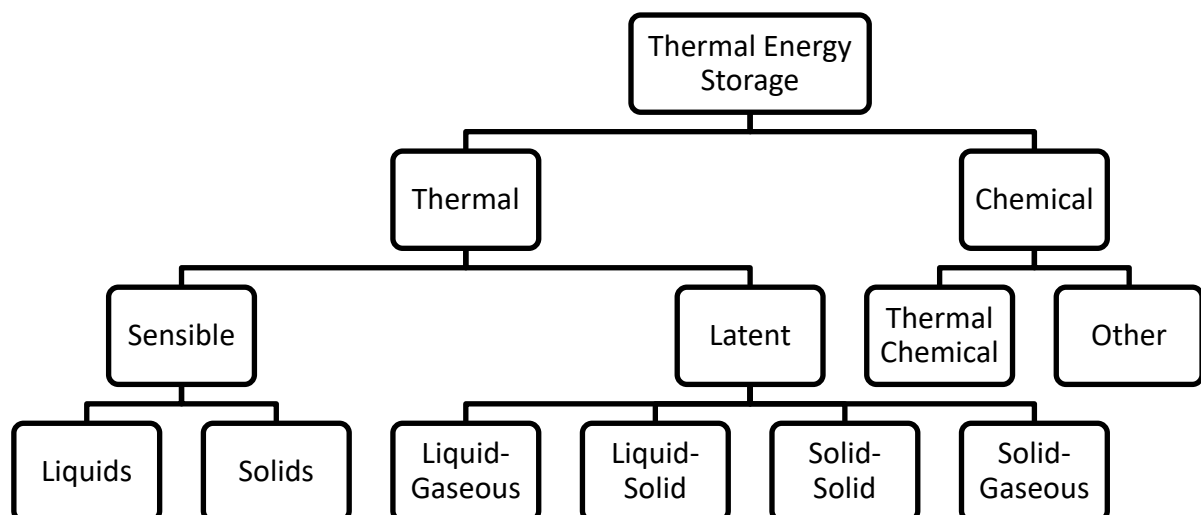 Thermal Energy
Storage
Thermal
Chemical
Sensible
Latent
Thermal
Chemical
Other
Liquids
Solids
Liquid-
Gaseous
Liquid-
Solid
Solid-
Solid
Solid-
Gaseous